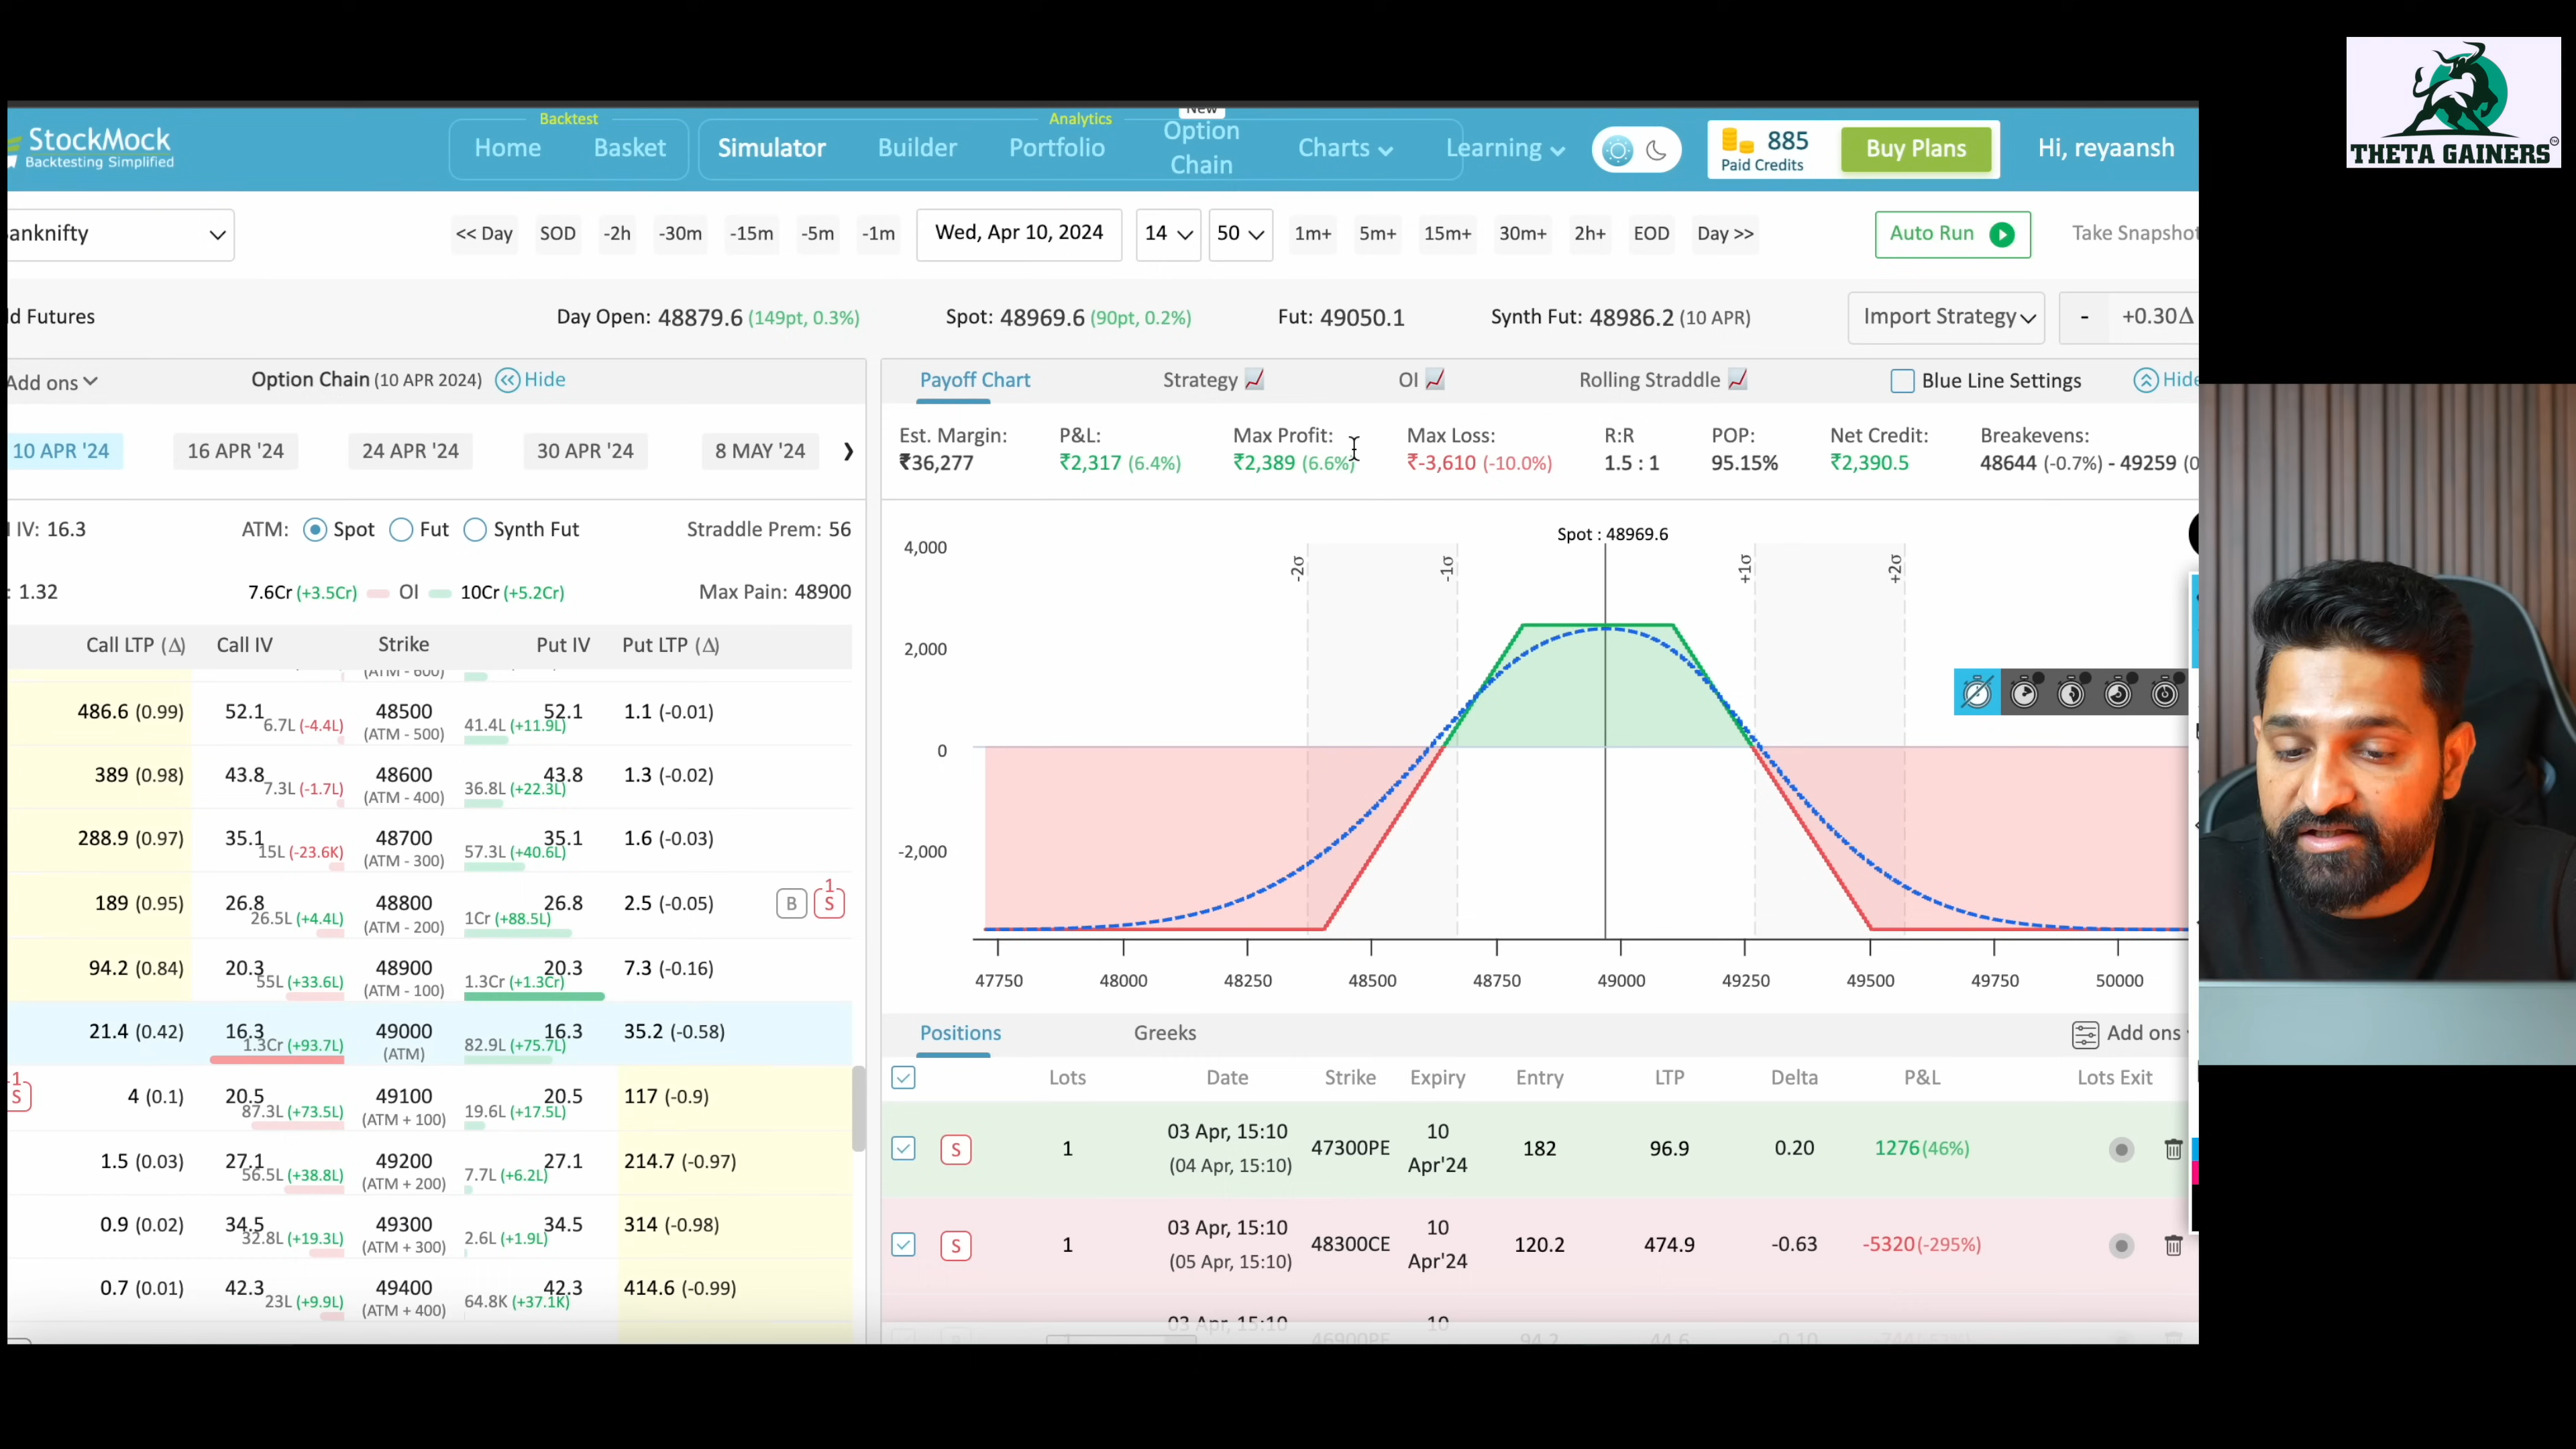 THETA GAINERS
New
Backtest
Analytics
StockMock
Backtesting Simplified
Home
Basket
Simulator
Builder
Portfolio
Option Chain
Charts
Learning
885
Paid Credits
Buy Plans
Hi, reyaansh
anknifty
<< Day
SOD
-2h
-30m
-15m
-5m
-1m
Wed, Apr 10, 2024
14
50
1m+
5m+
15m+
30m+
2h+
EOD
Day >>
Auto Run
Take Snapshot
d Futures
Day Open: 48879.6 (149pt, 0.3%)
Spot: 48969.6 (90pt, 0.2%)
Fut: 49050.1
Synth Fut: 48986.2 (10 APR)
Import Strategy
-
+0.30Δ
Add ons
Option Chain (10 APR 2024)
Hide
10 APR '24
16 APR '24
24 APR '24
30 APR '24
8 MAY '24
IV: 16.3
ATM:
Spot
Fut
Synth Fut
Straddle Prem: 56
: 1.32
7.6Cr (+3.5Cr)
OI
10Cr (+5.2Cr)
Max Pain: 48900
Call LTP (Δ)
Call IV
Strike
Put IV
Put LTP (Δ)
(ATM - 600)
486.6 (0.99) 52.1 6.7L (-4.4L) 48500 (ATM - 500) 41.4L (+11.9L) 52.1 1.1 (-0.01)
389 (0.98) 43.8 7.3L (-1.7L) 48600 (ATM - 400) 36.8L (+22.3L) 43.8 1.3 (-0.02)
288.9 (0.97) 35.1 15L (-23.6K) 48700 (ATM - 300) 57.3L (+40.6L) 35.1 1.6 (-0.03)
189 (0.95) 26.8 26.5L (+4.4L) 48800 (ATM - 200) 1Cr (+88.5L) 26.8 2.5 (-0.05) B S 1
94.2 (0.84) 20.3 55L (+33.6L) 48900 (ATM - 100) 1.3Cr (+1.3Cr) 20.3 7.3 (-0.16)
21.4 (0.42) 16.3 1.3Cr (+93.7L) 49000 (ATM) 82.9L (+75.7L) 16.3 35.2 (-0.58)
1 S 4 (0.1) 20.5 87.3L (+73.5L) 49100 (ATM + 100) 19.6L (+17.5L) 20.5 117 (-0.9)
1.5 (0.03) 27.1 56.5L (+38.8L) 49200 (ATM + 200) 7.7L (+6.2L) 27.1 214.7 (-0.97)
0.9 (0.02) 34.5 32.8L (+19.3L) 49300 (ATM + 300) 2.6L (+1.9L) 34.5 314 (-0.98)
0.7 (0.01) 42.3 23L (+9.9L) 49400 (ATM + 400) 64.8K (+37.1K) 42.3 414.6 (-0.99)
Payoff Chart
Strategy
OI
Rolling Straddle
Blue Line Settings
Hide
Est. Margin: Max Profit: P&L: Max Loss: R:R POP: Net Credit: Breakevens:
₹36,277 ₹2,317 (6.4%) ₹2,389 (6.6%) ₹-3,610 (-10.0%) 1.5 : 1 95.15% ₹2,390.5 48644 (-0.7%) - 49259 (0
Spot : 48969.6
-2σ
-1σ
+1σ
+2σ
4,000
2,000
0
-2,000
47750 48000 48250 48500 48750 49000 49250 49500 49750 50000
Positions
Greeks
Add ons
Lots Date Strike Expiry Entry LTP Delta P&L Lots Exit
S 1 03 Apr, 15:10 (04 Apr, 15:10) 47300PE 10 Apr'24 182 96.9 0.20 1276(46%)
S 1 03 Apr, 15:10 (05 Apr, 15:10) 48300CE 10 Apr'24 120.2 474.9 -0.63 -5320(-295%)
03 Apr, 15:10 46900PE 10 94.2 44.6 -0.10